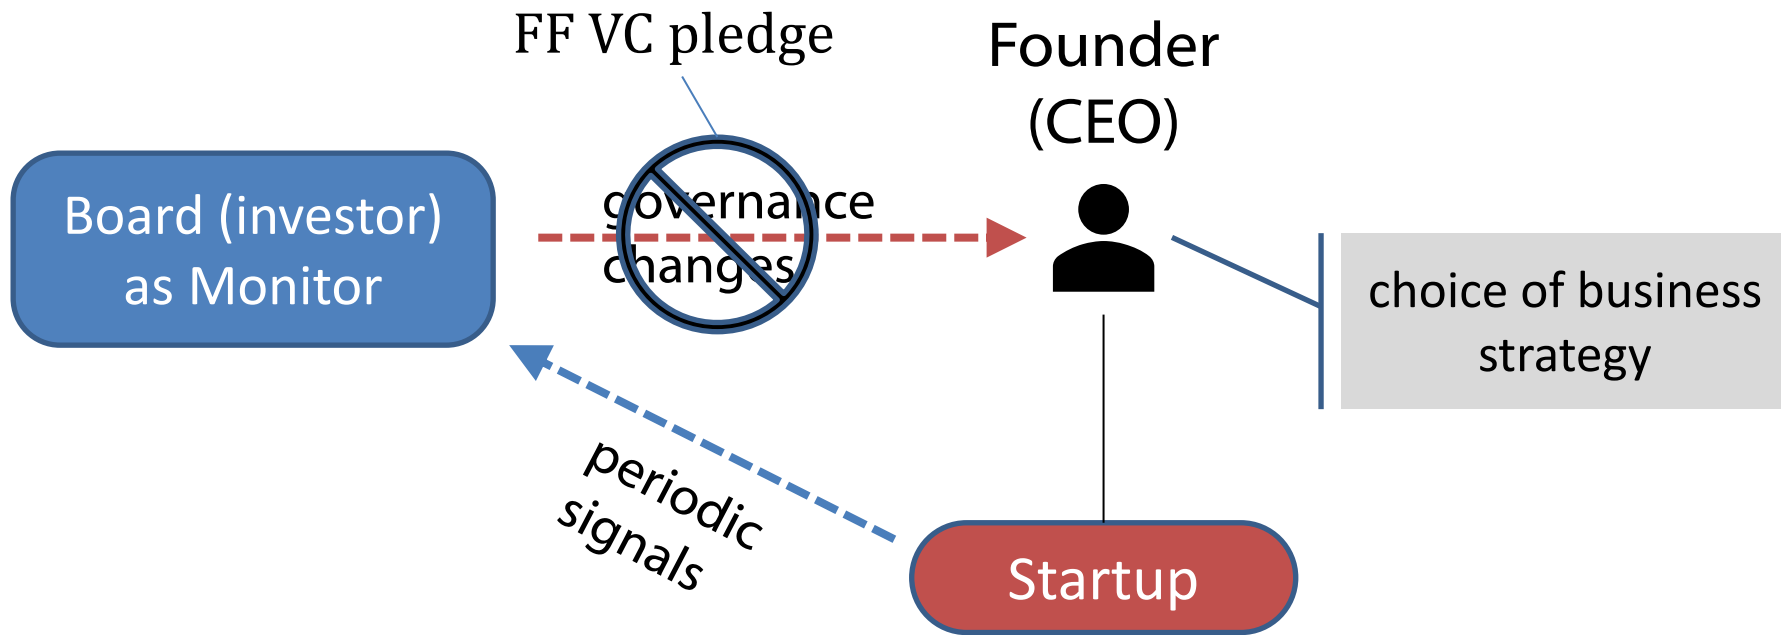 FF VC pledge
Founder
(CEO)
Board (investor)
as Monitor
governance
changes
choice of business
strategy
periodic
signals
Startup